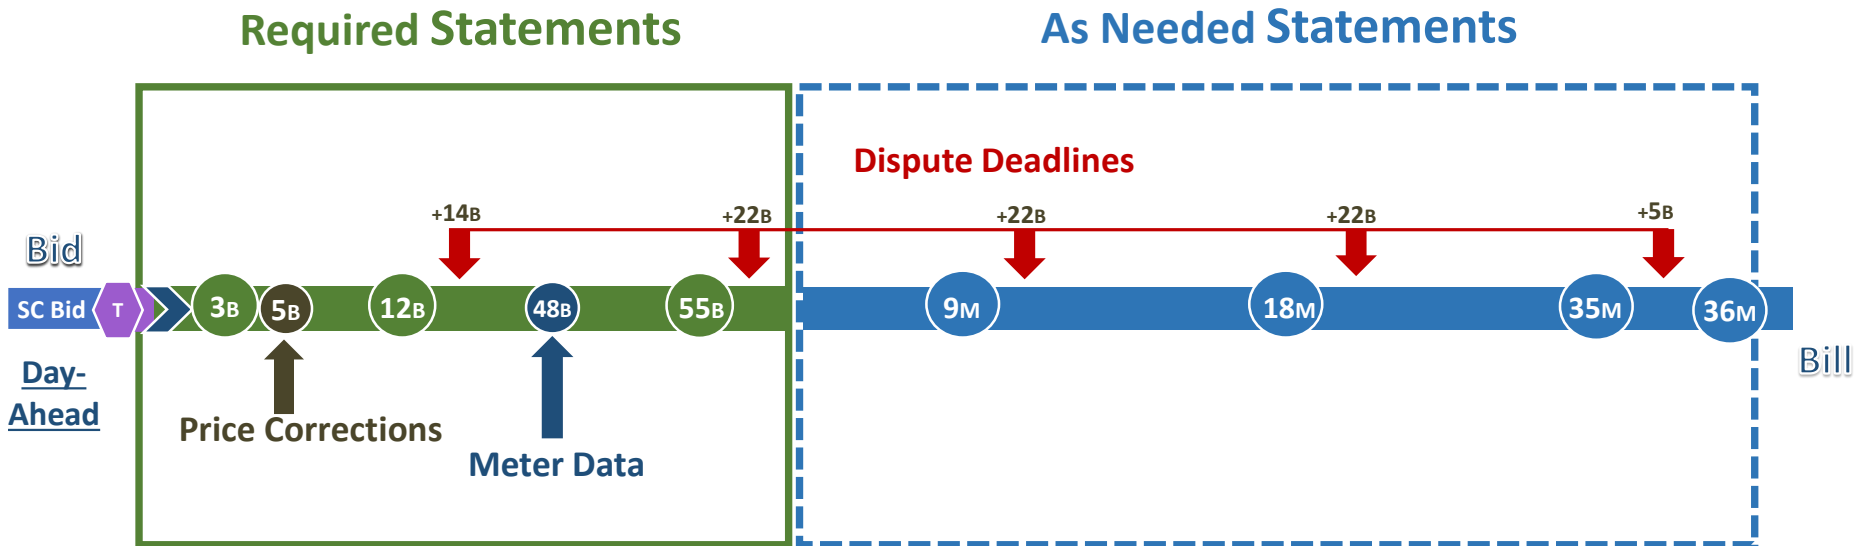 Required Statements
As Needed Statements
Dispute Deadlines
+14B
+22B
+22B
+22B
+5B
Bid
SC Bid
T
3B
5B
12B
48B
55B
9M
18M
35M
36M
Bill
Day-
Ahead
Price Corrections
Meter Data